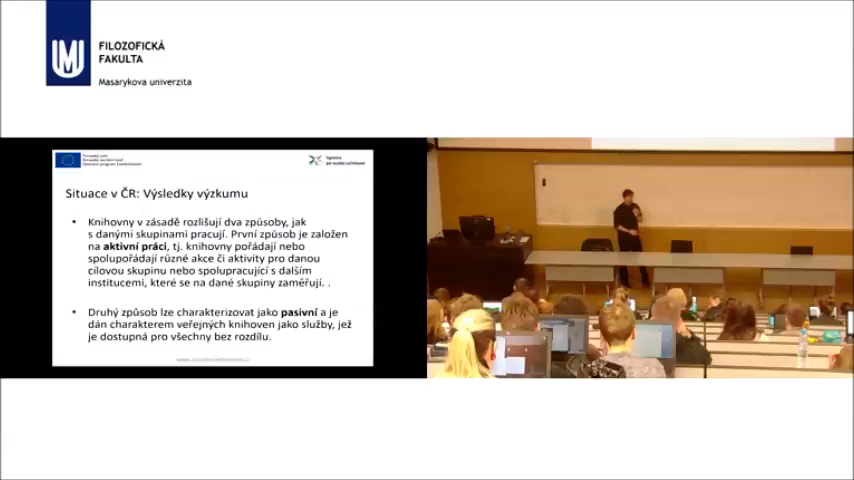 FILOZOFICKÁ
FAKULTA
Masarykova univerzita
Situace v ČR: Výsledky výzkumu
• Knihovny v zásadě rozlišují dva způsoby, jak
s danými skupinami pracují. První způsob je založen
na aktivní práci, tj. knihovny pořádají nebo
spolupořádají různé akce či aktivity pro danou
cílovou skupinu nebo spolupracující s dalším
institucemi, které se na dané skupiny zaměřují. .
• Druhý způsob lze charakterizovat jako pasivní a je
dán charakterem veřejných knihoven jako služby, jež
je dostupná pro všechny bez rozdílu.